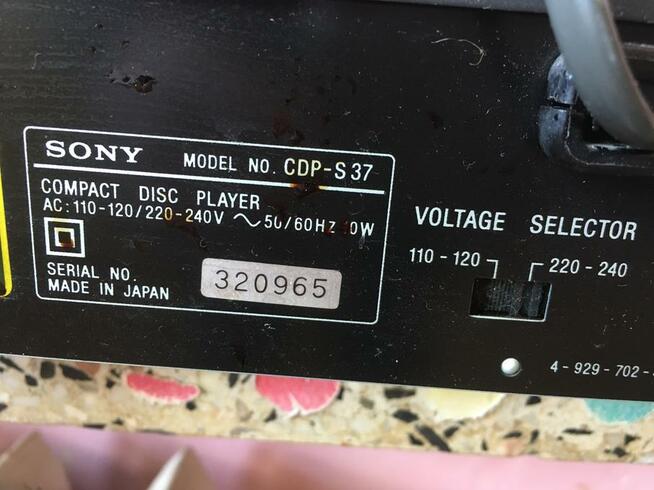 SONY MODEL NO. CDP-S37
COMPACT DISC PLAYER
AC: 110-120/220-240V ~ 50/60Hz
SERIAL NO. 320965
MADE IN JAPAN
VOLTAGE SELECTOR
110-120 220-240
4-929-702-